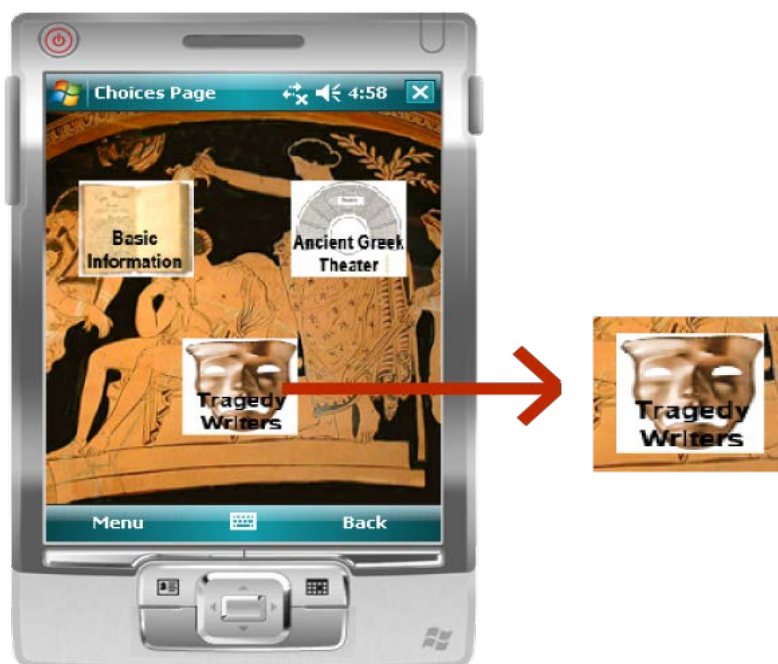 Choices Page 4:58
Basic
Information
Ancient Greek
Theater
Tragedy
Writers
Tragedy
Writers
Menu Back